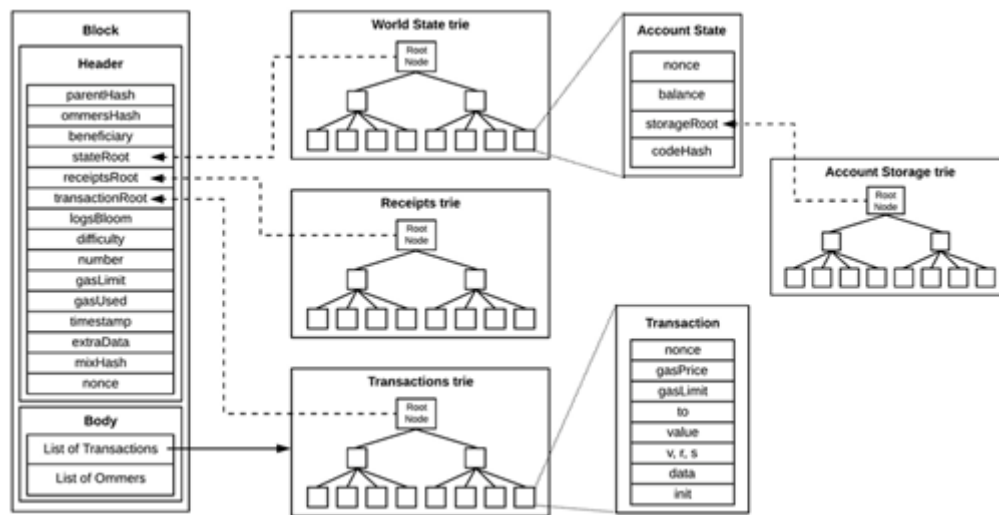 Block
Header
parentHash
ommersHash
beneficiary
stateRoot
receiptsRoot
transactionRoot
logsBloom
difficulty
number
gasLimit
gasUsed
timestamp
extraData
mixHash
nonce
Body
List of Transactions
List of Ommers
World State trie
Root
Node
Receipts trie
Root
Node
Transactions trie
Root
Node
Account State
nonce
balance
storageRoot
codeHash
Account Storage trie
Root
Node
Transaction
nonce
gasPrice
gasLimit
to
value
v, r, s
data
init